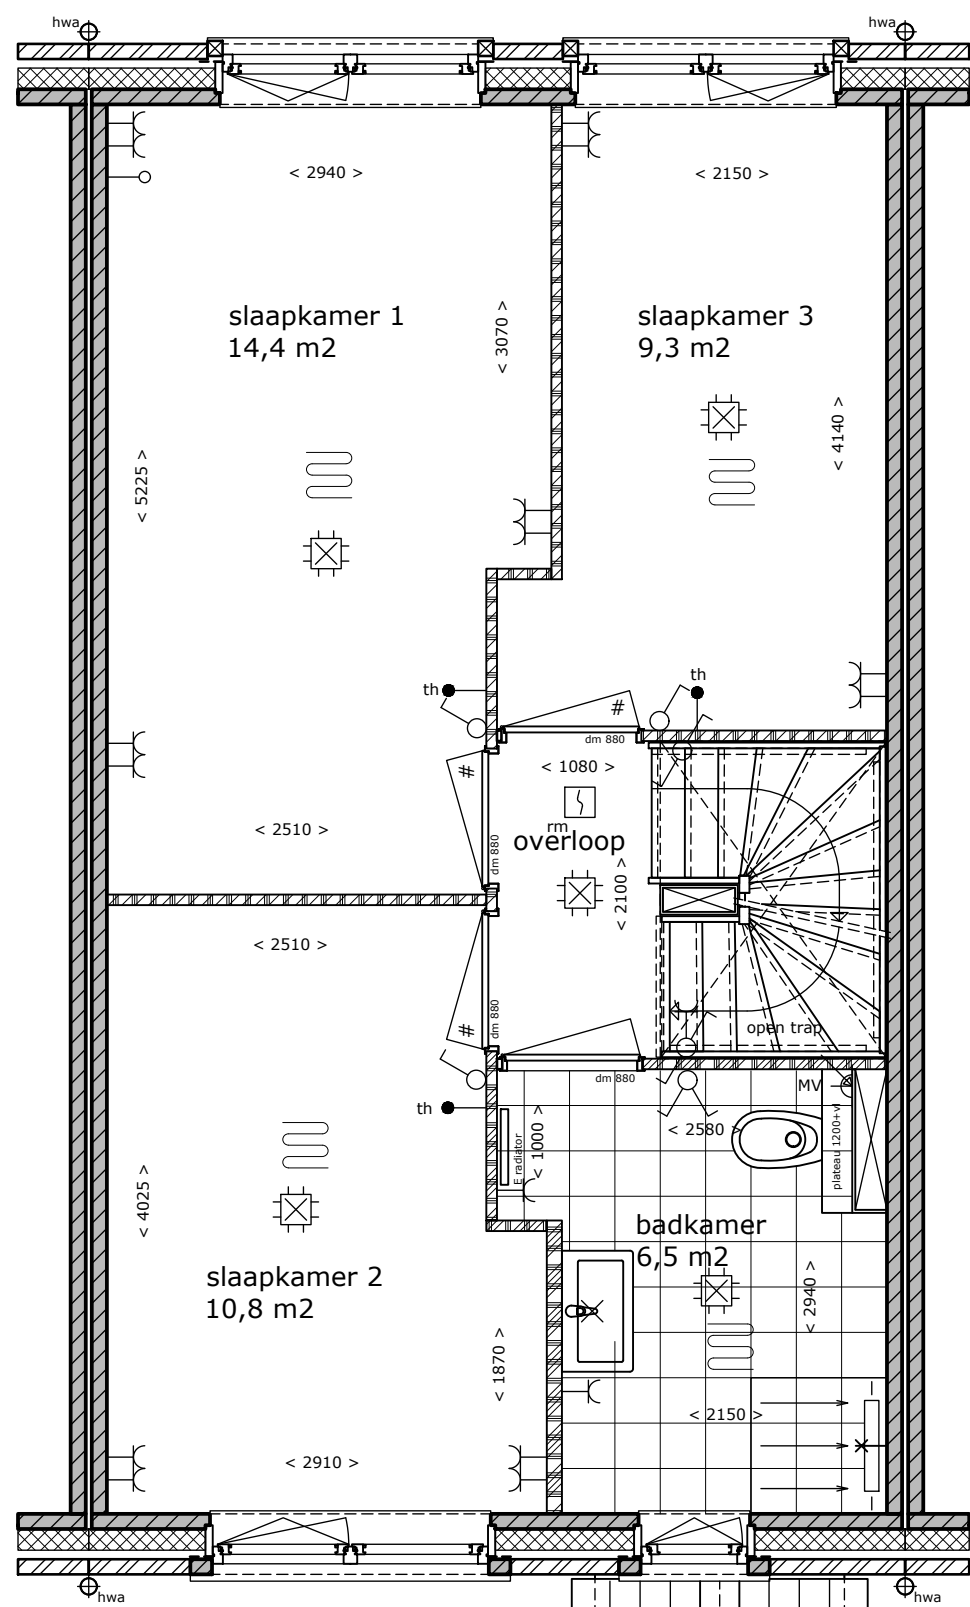 hwa
hwa
< 2940 >
< 2150 >
slaapkamer 1
14,4 m2
< 3070 >
slaapkamer 3
9,3 m2
< 5225 >
< 4140 >
th
th
#
dm 880
< 1080 >
#
rm
overloop
dm 880
< 2510 >
< 2100 >
< 2510 >
#
dm 880
open trap
dm 880
MV
th
< 2580 >
E radiator
< 1000 >
plateau 1200+vl
< 4025 >
badkamer
6,5 m2
slaapkamer 2
10,8 m2
< 2940 >
< 1870 >
< 2150 >
< 2910 >
hwa
hwa